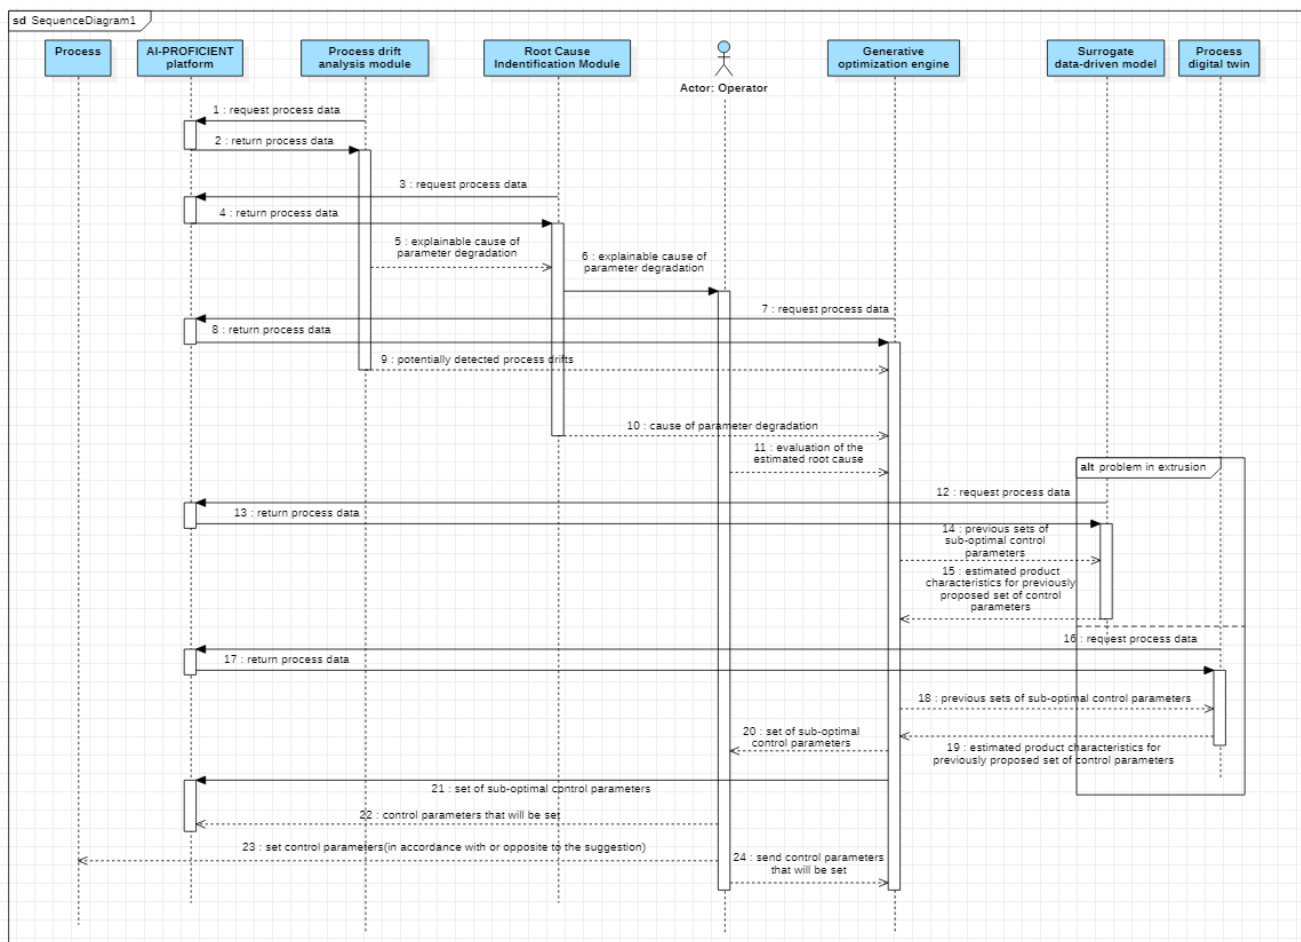 sd SequenceDiagram1
Process
AI-PROFICIENT
platform
Process drift
analysis module
Root Cause
Indentification Module
Actor: Operator
Generative
optimization engine
Surrogate
data-driven model
Process
digital twin
1 : request process data
2 : return process data
3 : request process data
4 : return process data
5 : explainable cause of
parameter degradation
6 : explainable cause of
parameter degradation
7 : request process data
8 : return process data
9 : potentially detected process drifts
10 : cause of parameter degradation
11 : evaluation of the
estimated root cause
alt problem in extrusion
12 : request process data
13 : return process data
14 : previous sets of
sub-optimal control
parameters
15 : estimated product
characteristics for previously
proposed set of control
parameters
16 : request process data
17 : return process data
18 : previous sets of sub-optimal control parameters
20 : set of sub-optimal
control parameters
19 : estimated product characteristics for
previously proposed set of control parameters
21 : set of sub-optimal control parameters
22 : control parameters that will be set
23 : set control parameters(in accordance with or opposite to the suggestion)
24 : send control parameters
that will be set